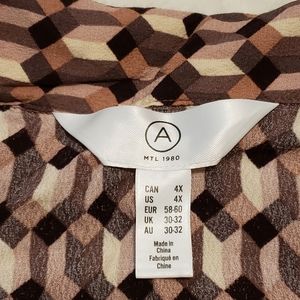 A
MTL 1980
CAN 4X
US 4X
EUR 58-60
UK 30-32
AU 30-32
Made in
China
Fabriqué en
Chine